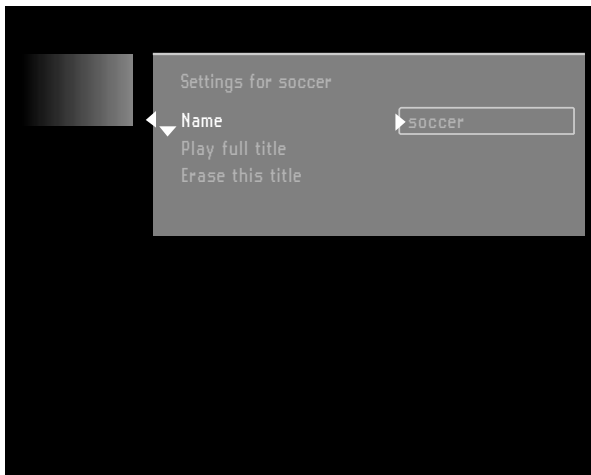 Settings for soccer
Name soccer
Play full title
Erase this title